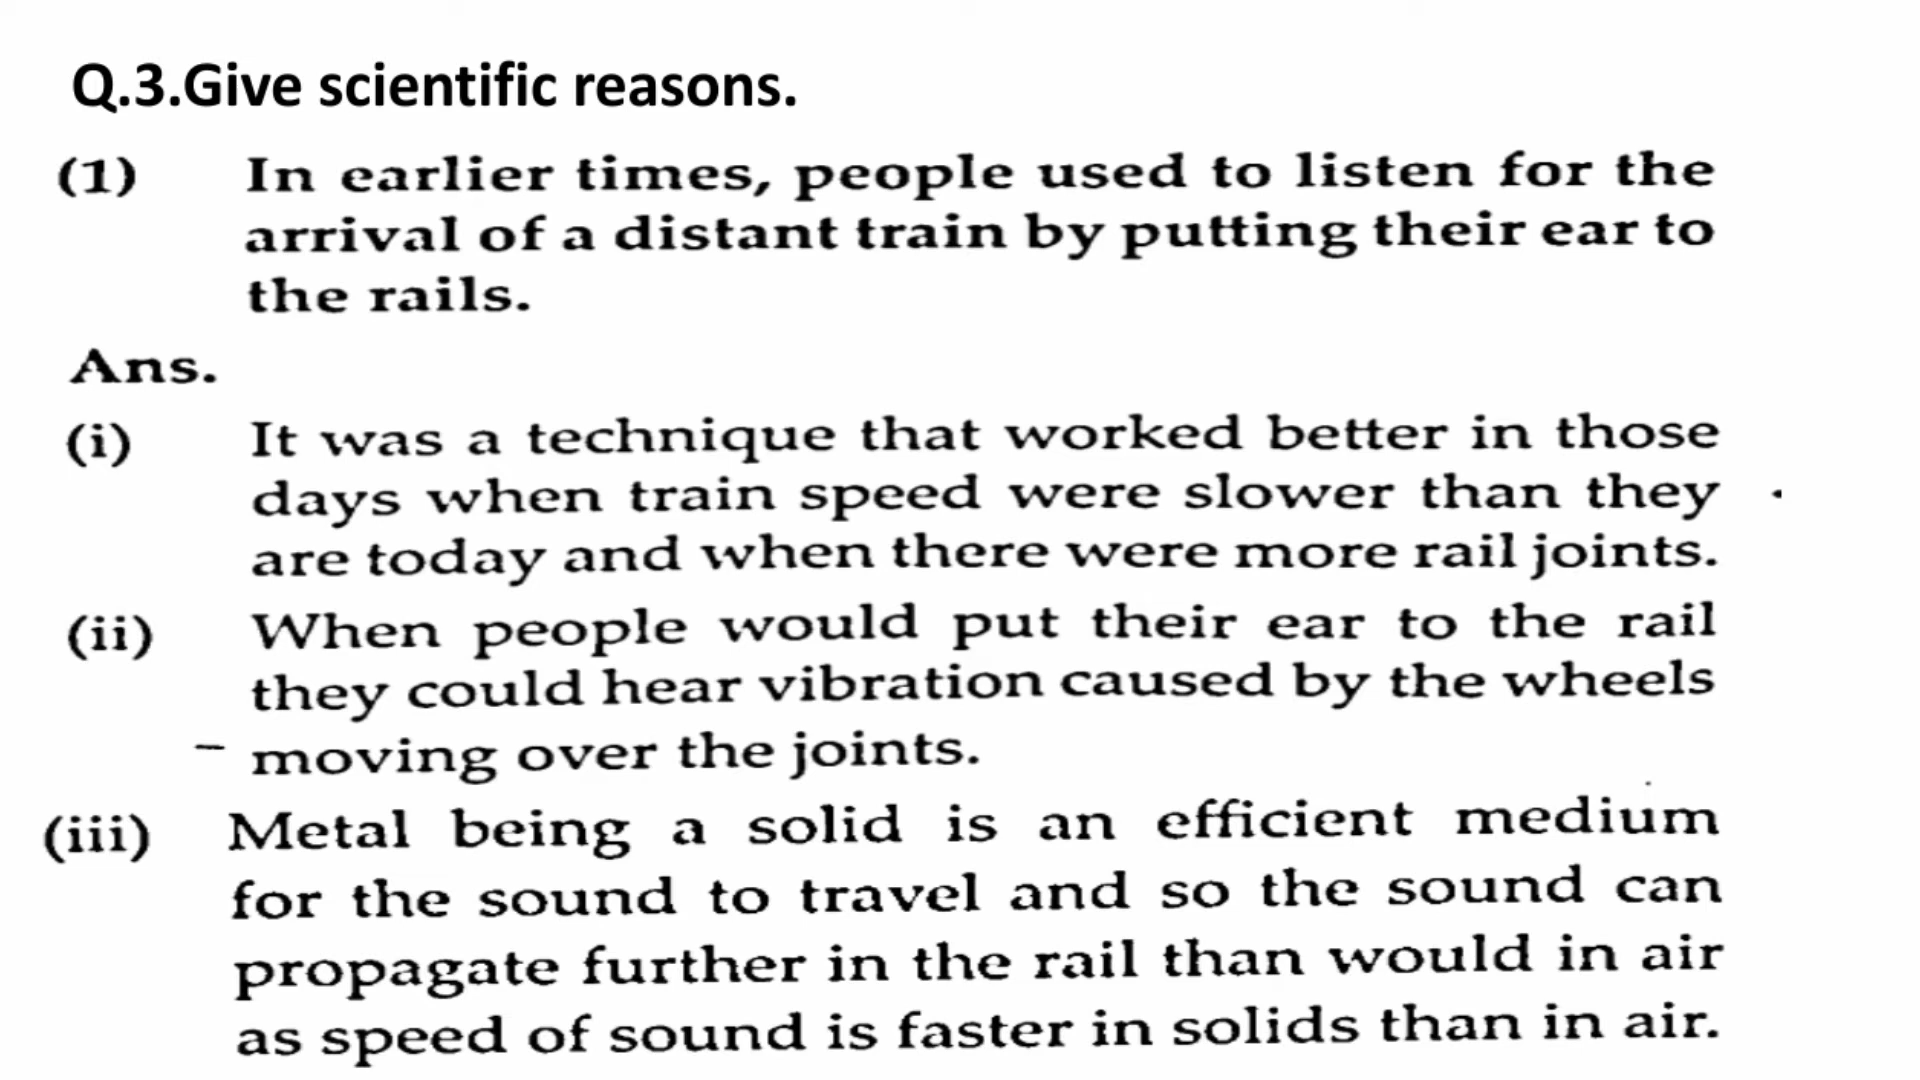 Q.3.Give scientific reasons.
(1) In earlier times, people used to listen for the
arrival of a distant train by putting their ear to
the rails.
Ans.
(i) It was a technique that worked better in those
days when train speed were slower than they
are today and when there were more rail joints.
(ii) When people would put their ear to the rail
they could hear vibration caused by the wheels
moving over the joints.
(iii) Metal being a solid is an efficient medium
for the sound to travel and so the sound can
propagate further in the rail than would in air
as speed of sound is faster in solids than in air.